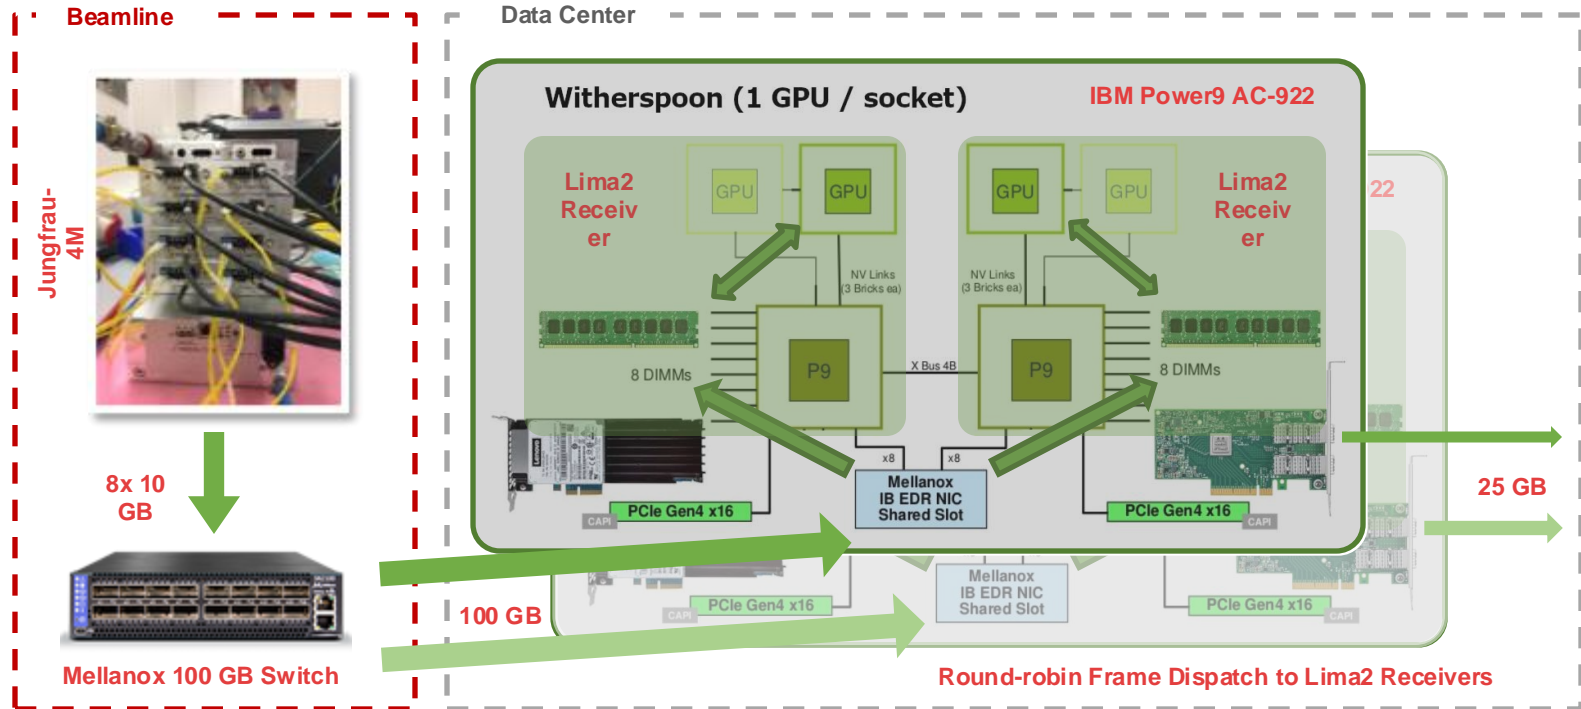 Beamline
Data Center
Jungfrau-
4M
8x 10
GB
Mellanox 100 GB Switch
Witherspoon (1 GPU / socket)
IBM Power9 AC-922
Lima2
Receiv
er
GPU
GPU
GPU
GPU
Lima2
Receiv
er
22
NV Links
(3 Bricks ea)
NV Links
(3 Bricks ea)
8 DIMMs
P9
X Bus 4B
P9
8 DIMMs
Lenovo
x8
x8
Mellanox
IB EDR NIC
Shared Slot
PCIe Gen4 x16
CAPI
PCIe Gen4 x16
CAPI
25 GB
100 GB
PCIe Gen4 x16
CAPI
Mellanox
IB EDR NIC
Shared Slot
PCIe Gen4 x16
CAPI
Round-robin Frame Dispatch to Lima2 Receivers